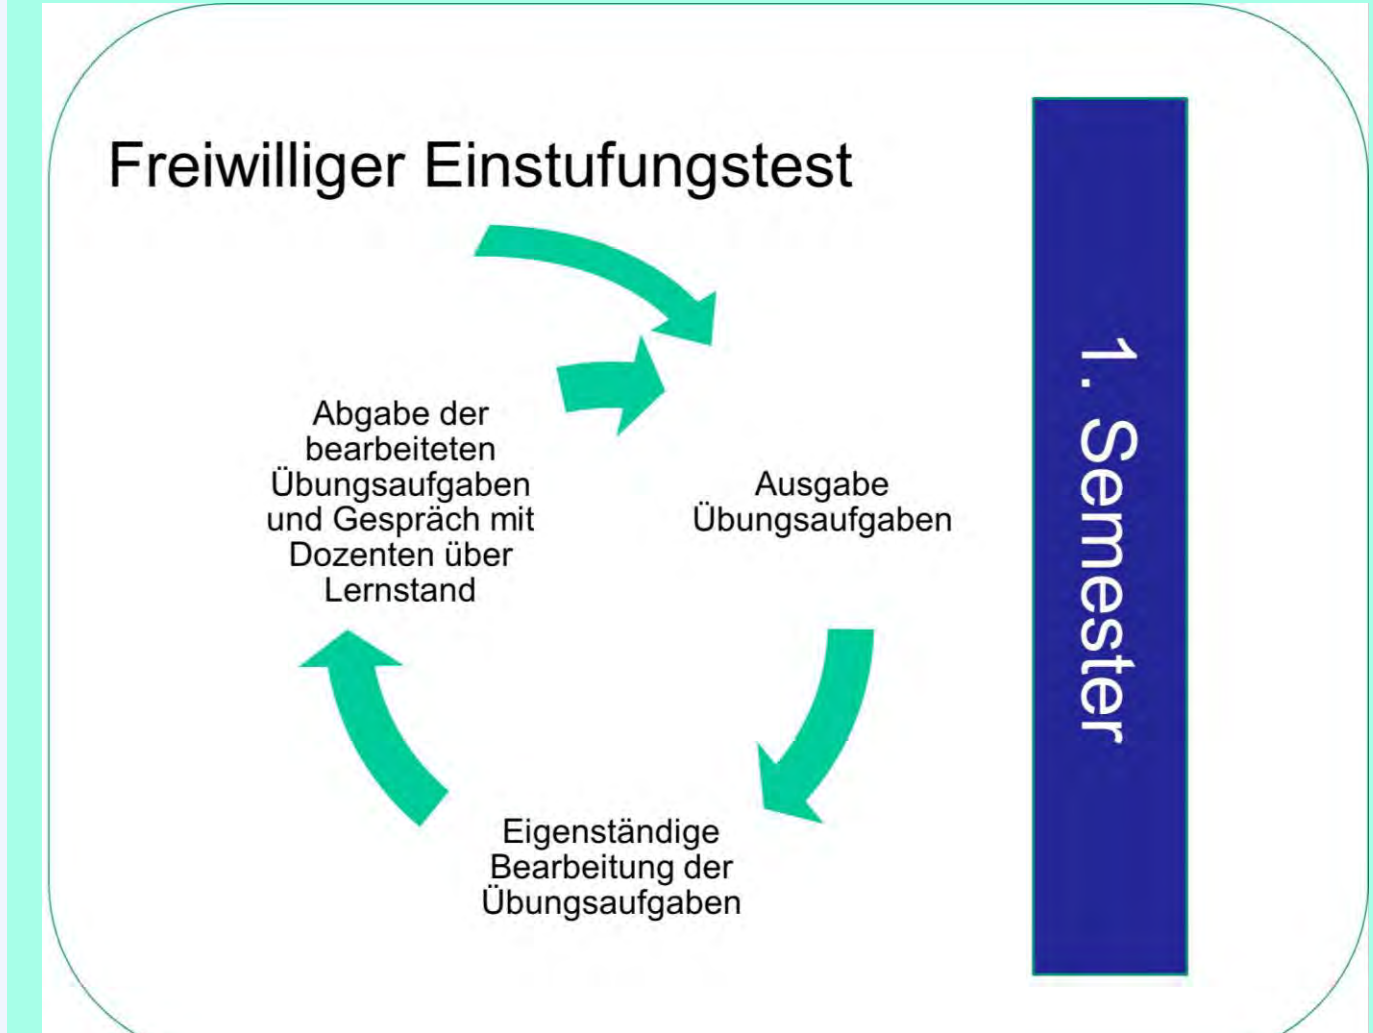 Freiwilliger Einstufungstest
Abgabe der
bearbeiteten
Übungsaufgaben
und Gespräch mit
Dozenten über
Lernstand
Ausgabe
Übungsaufgaben
Eigenständige
Bearbeitung der
Übungsaufgaben
1. Semester